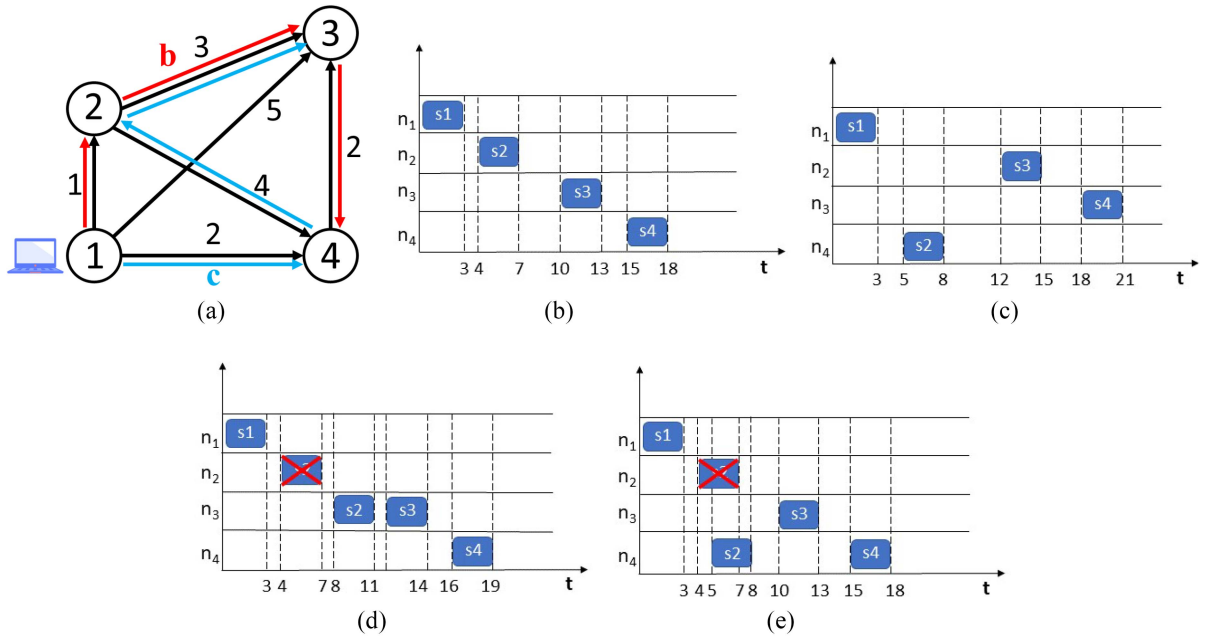 b 3 3
2 5
2
1 4
2
1 4
c
(a)
n1 s1
n2 s2
n3 s3
n4 s4
3 4 7 10 13 15 18 t
(b)
n1 s1
n2 s3
n3 s4
n4 s2
3 5 8 12 15 18 21 t
(c)
n1 s1
n2
n3 s2 s3
n4 s4
3 4 7 8 11 14 16 19 t
(d)
n1 s1
n2
n3 s3
n4 s2 s4
3 4 5 7 8 10 13 15 18 t
(e)